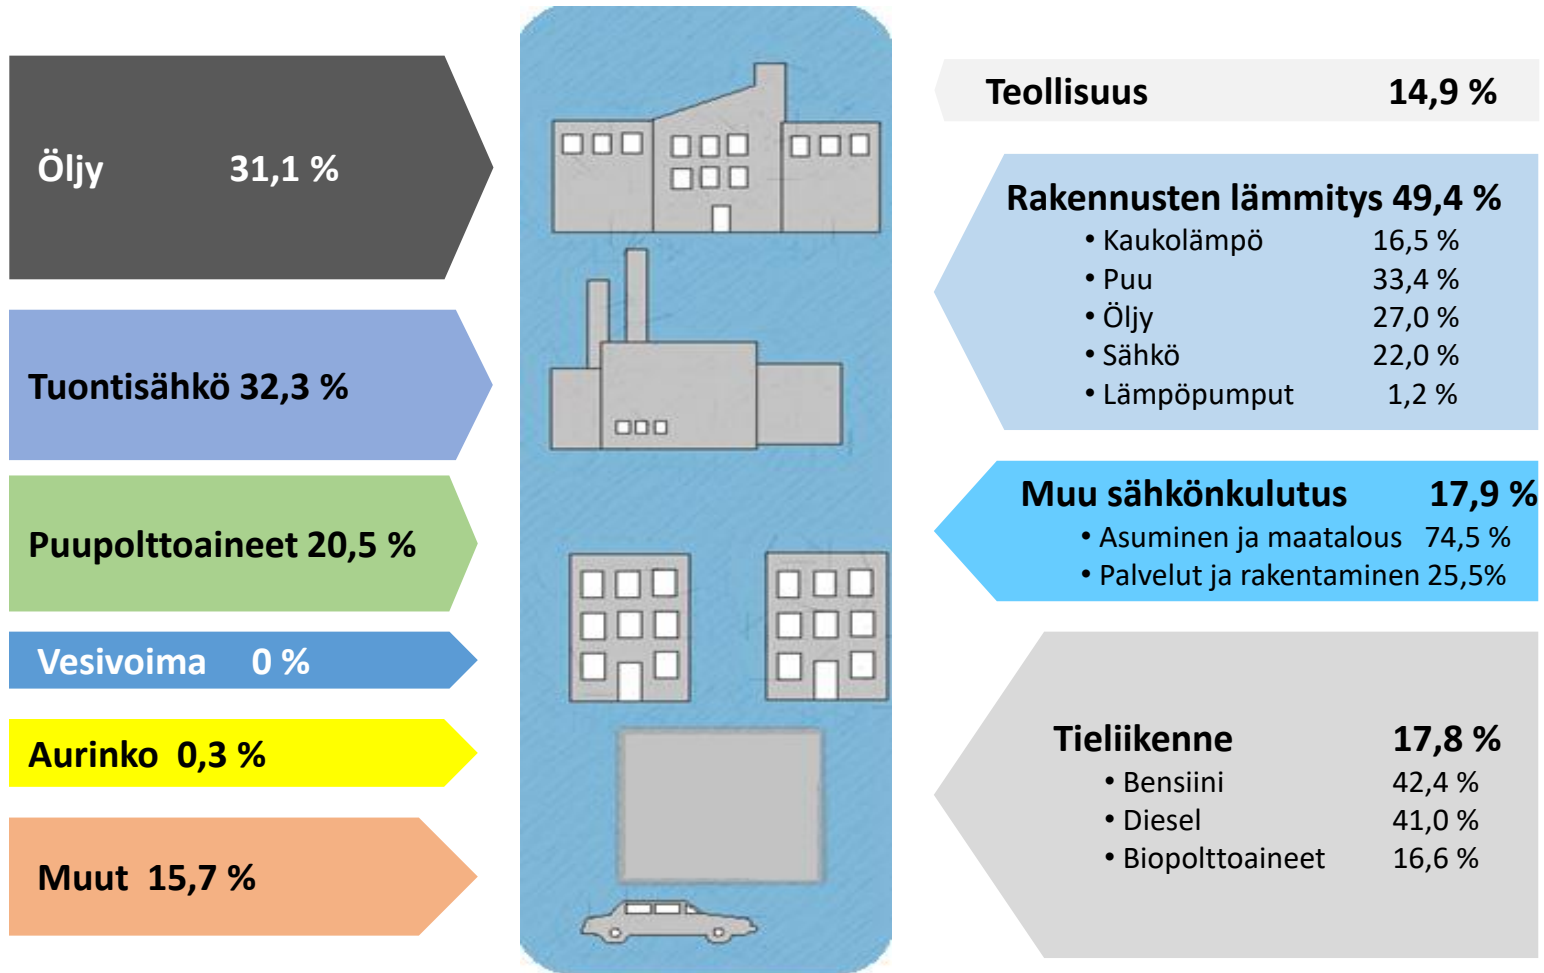 Öljy 31,1 %
Tuontisähkö 32,3 %
Puupolttoaineet 20,5 %
Vesivoima 0 %
Aurinko 0,3 %
Muut 15,7 %
Teollisuus 14,9 %
Rakennusten lämmitys 49,4 %
• Kaukolämpö 16,5 %
• Puu 33,4 %
• Öljy 27,0 %
• Sähkö 22,0 %
• Lämpöpumput 1,2 %
Muu sähkönkulutus 17,9 %
• Asuminen ja maatalous 74,5 %
• Palvelut ja rakentaminen 25,5%
Tieliikenne 17,8 %
• Bensiini 42,4 %
• Diesel 41,0 %
• Biopolttoaineet 16,6 %